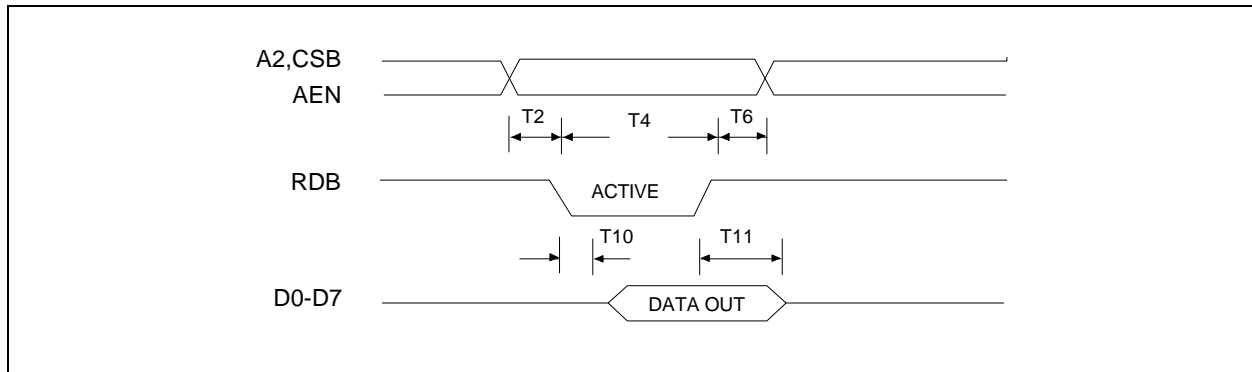 A2,CSB
AEN
T2 T4 T6
RDB
ACTIVE
T10 T11
D0-D7
DATA OUT